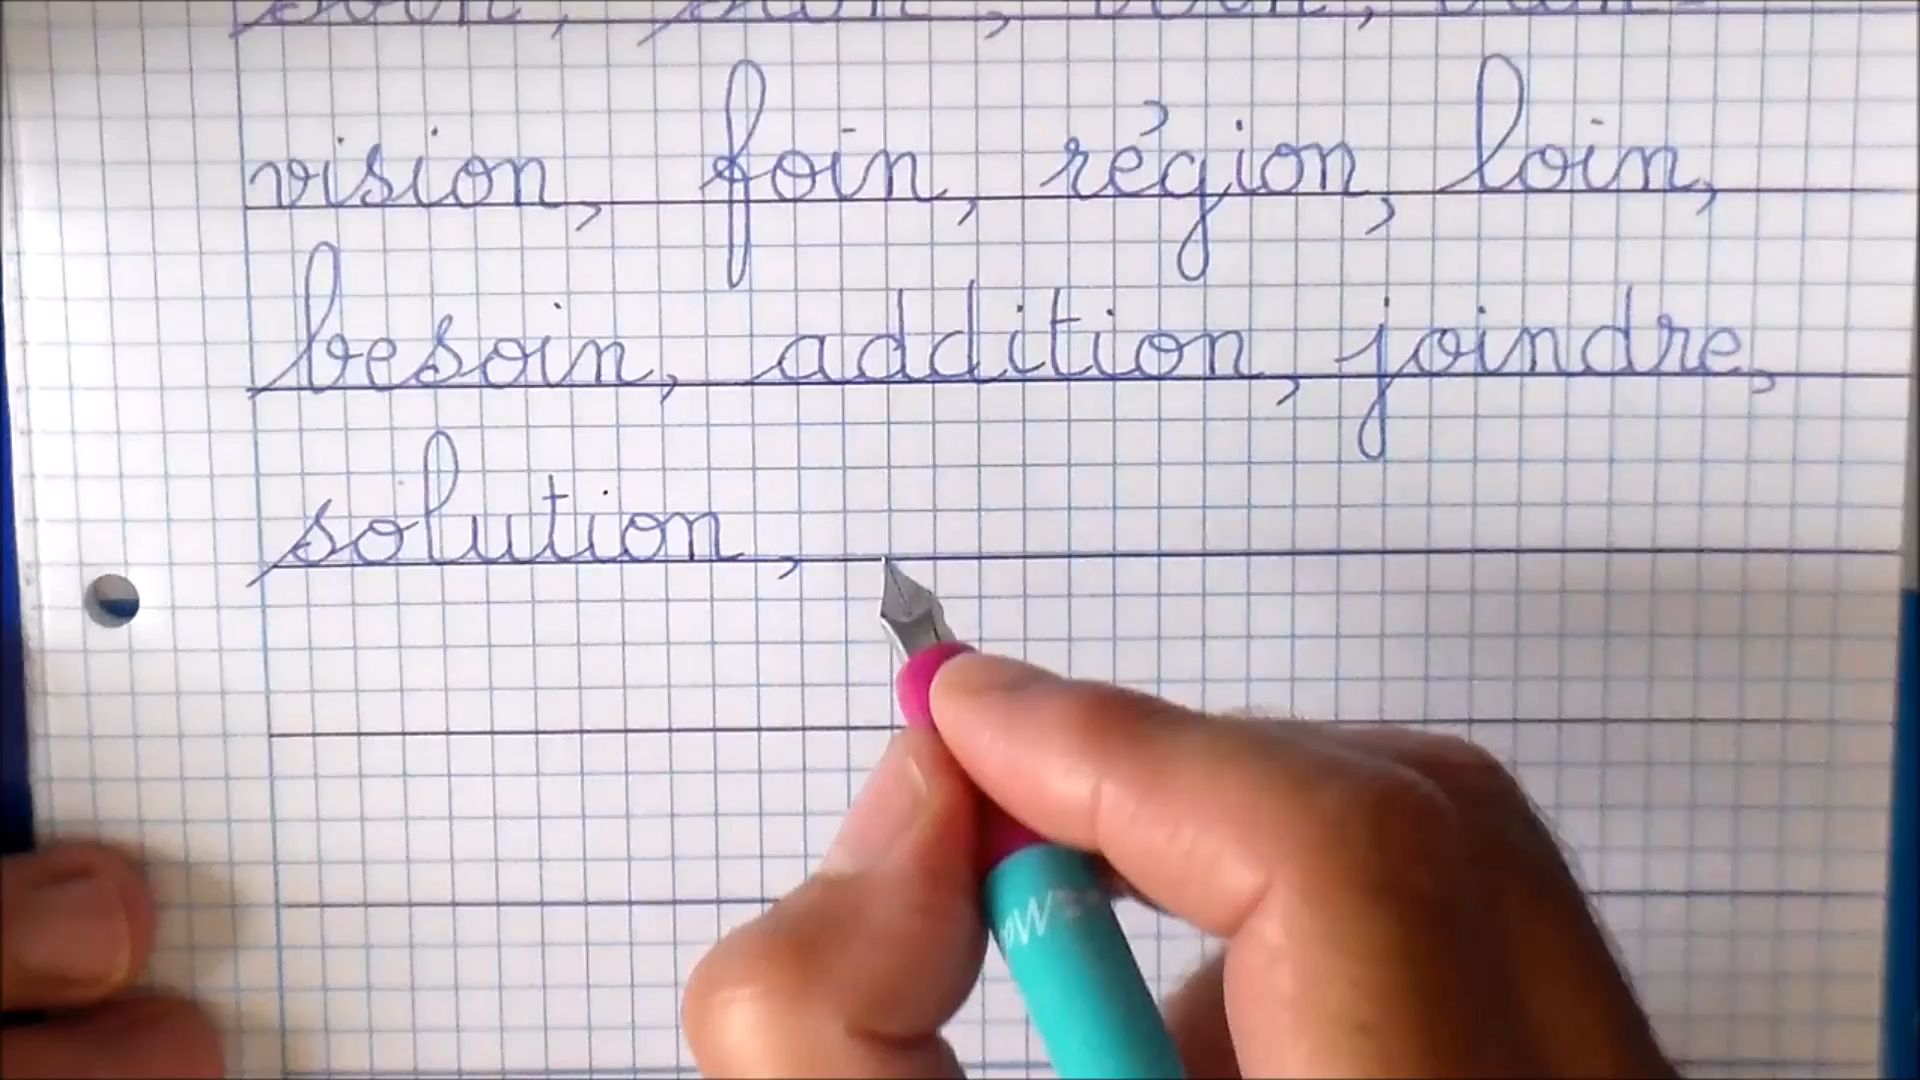 vision, foin, région, loin,
besoin, addition, joindre,
solution,